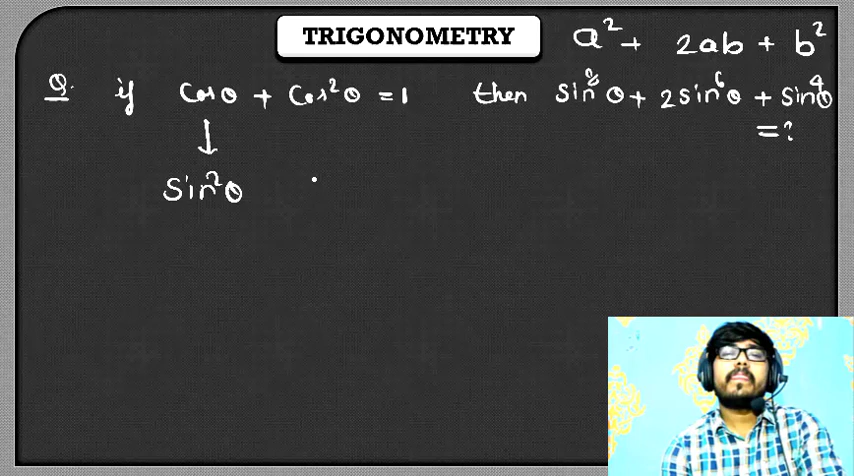 TRIGONOMETRY
a² + 2ab + b²
Q. if cosθ + cos²θ = 1 then sin⁸θ + 2sin⁶θ + sin⁴θ
= ?
↓
sin²θ